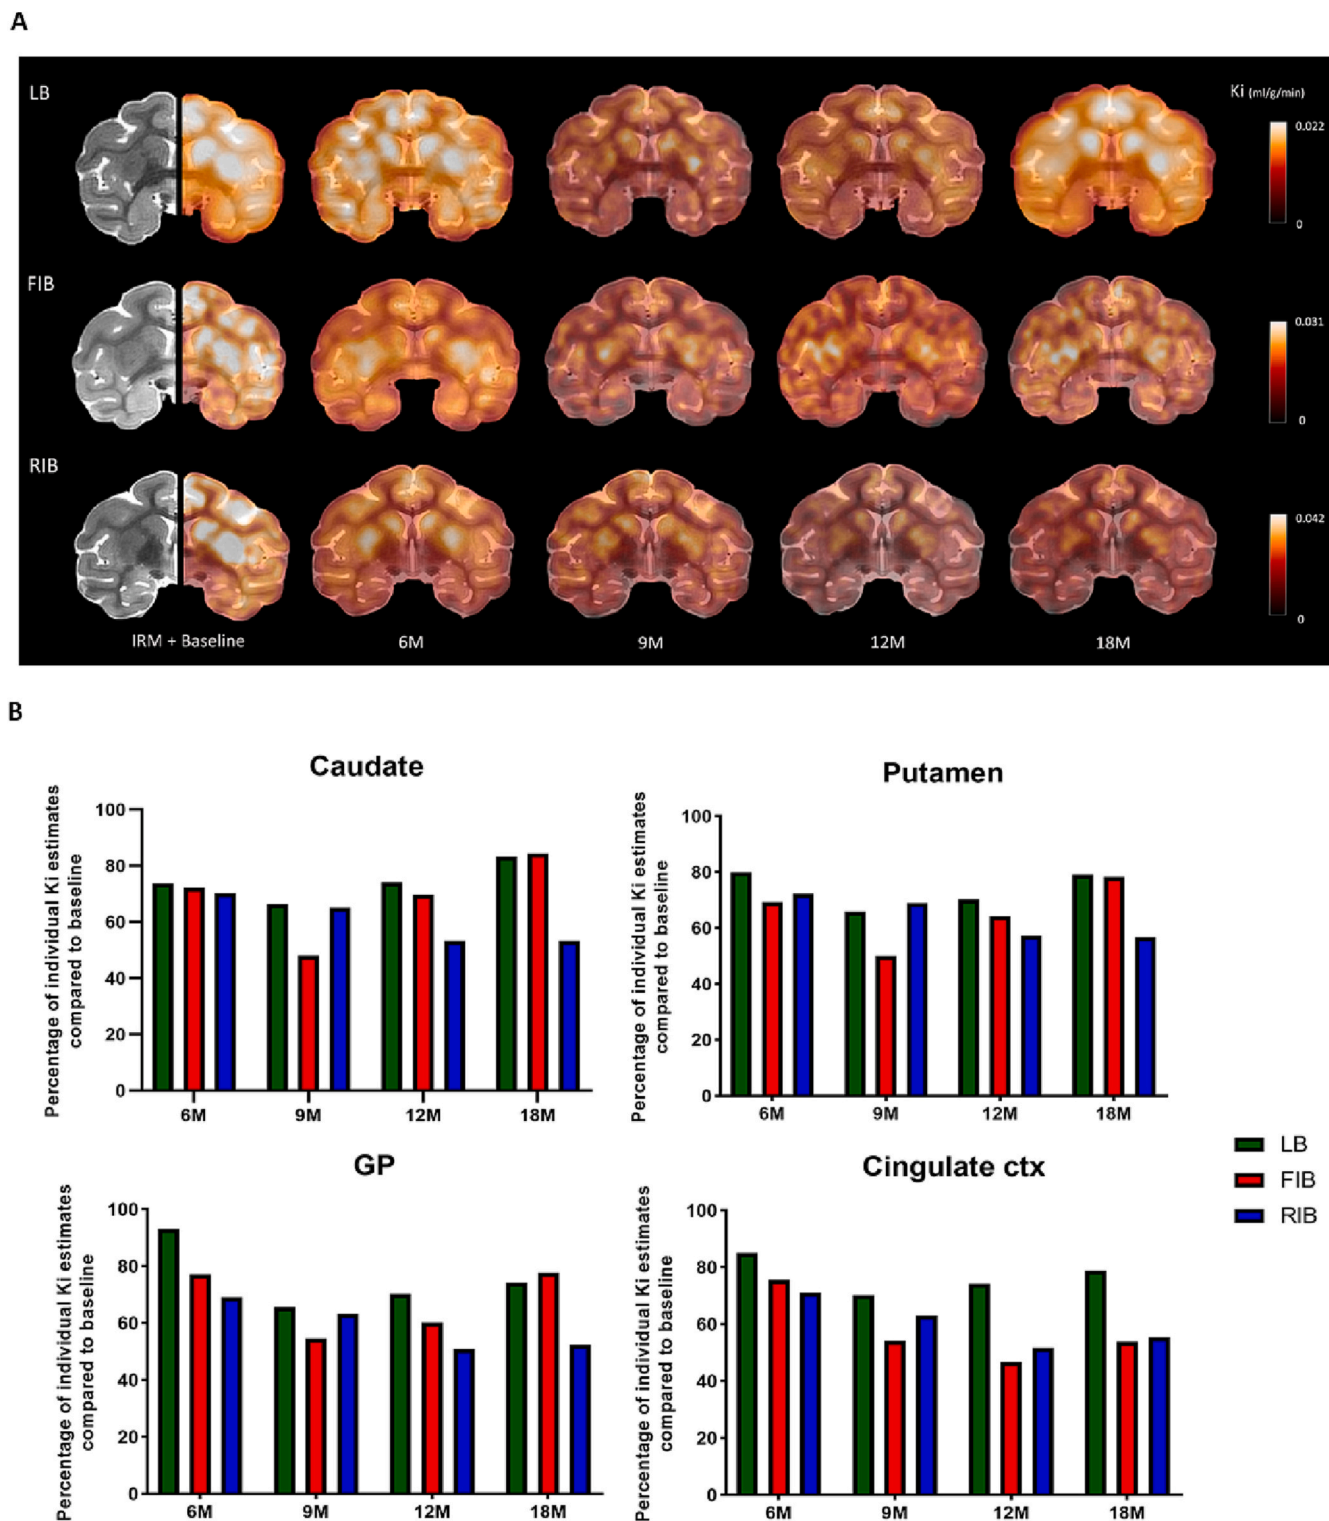 A
LB
Ki (ml/g/min)
0.022
0
FIB
0.031
0
RIB
0.042
0
IRM + Baseline
6M
9M
12M
18M
B
Caudate
Percentage of individual Ki estimates
compared to baseline
100
80
60
40
20
0
6M
9M
12M
18M
Putamen
Percentage of individual Ki estimates
compared to baseline
100
80
60
40
20
0
6M
9M
12M
18M
GP
Percentage of individual Ki estimates
compared to baseline
100
80
60
40
20
0
6M
9M
12M
18M
Cingulate ctx
Percentage of individual Ki estimates
compared to baseline
100
80
60
40
20
0
6M
9M
12M
18M
LB
FIB
RIB